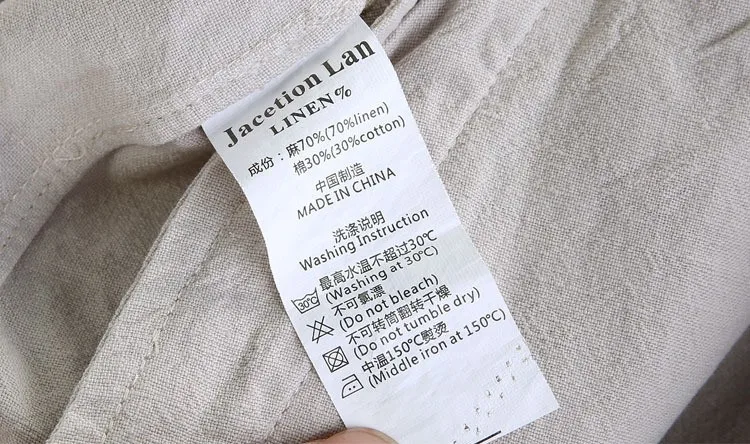 Jacetion Lan
LINEN%
成份：麻70%(70%linen)
棉30%(30%cotton)
中国制造
MADE IN CHINA
洗涤说明
Washing Instruction
30℃
最高水温不超过30℃
(Washing at 30℃)
不可氯漂
(Do not bleach)
不可转筒翻转干燥
(Do not tumble dry)
中温150℃熨烫
(Middle iron at 150℃)